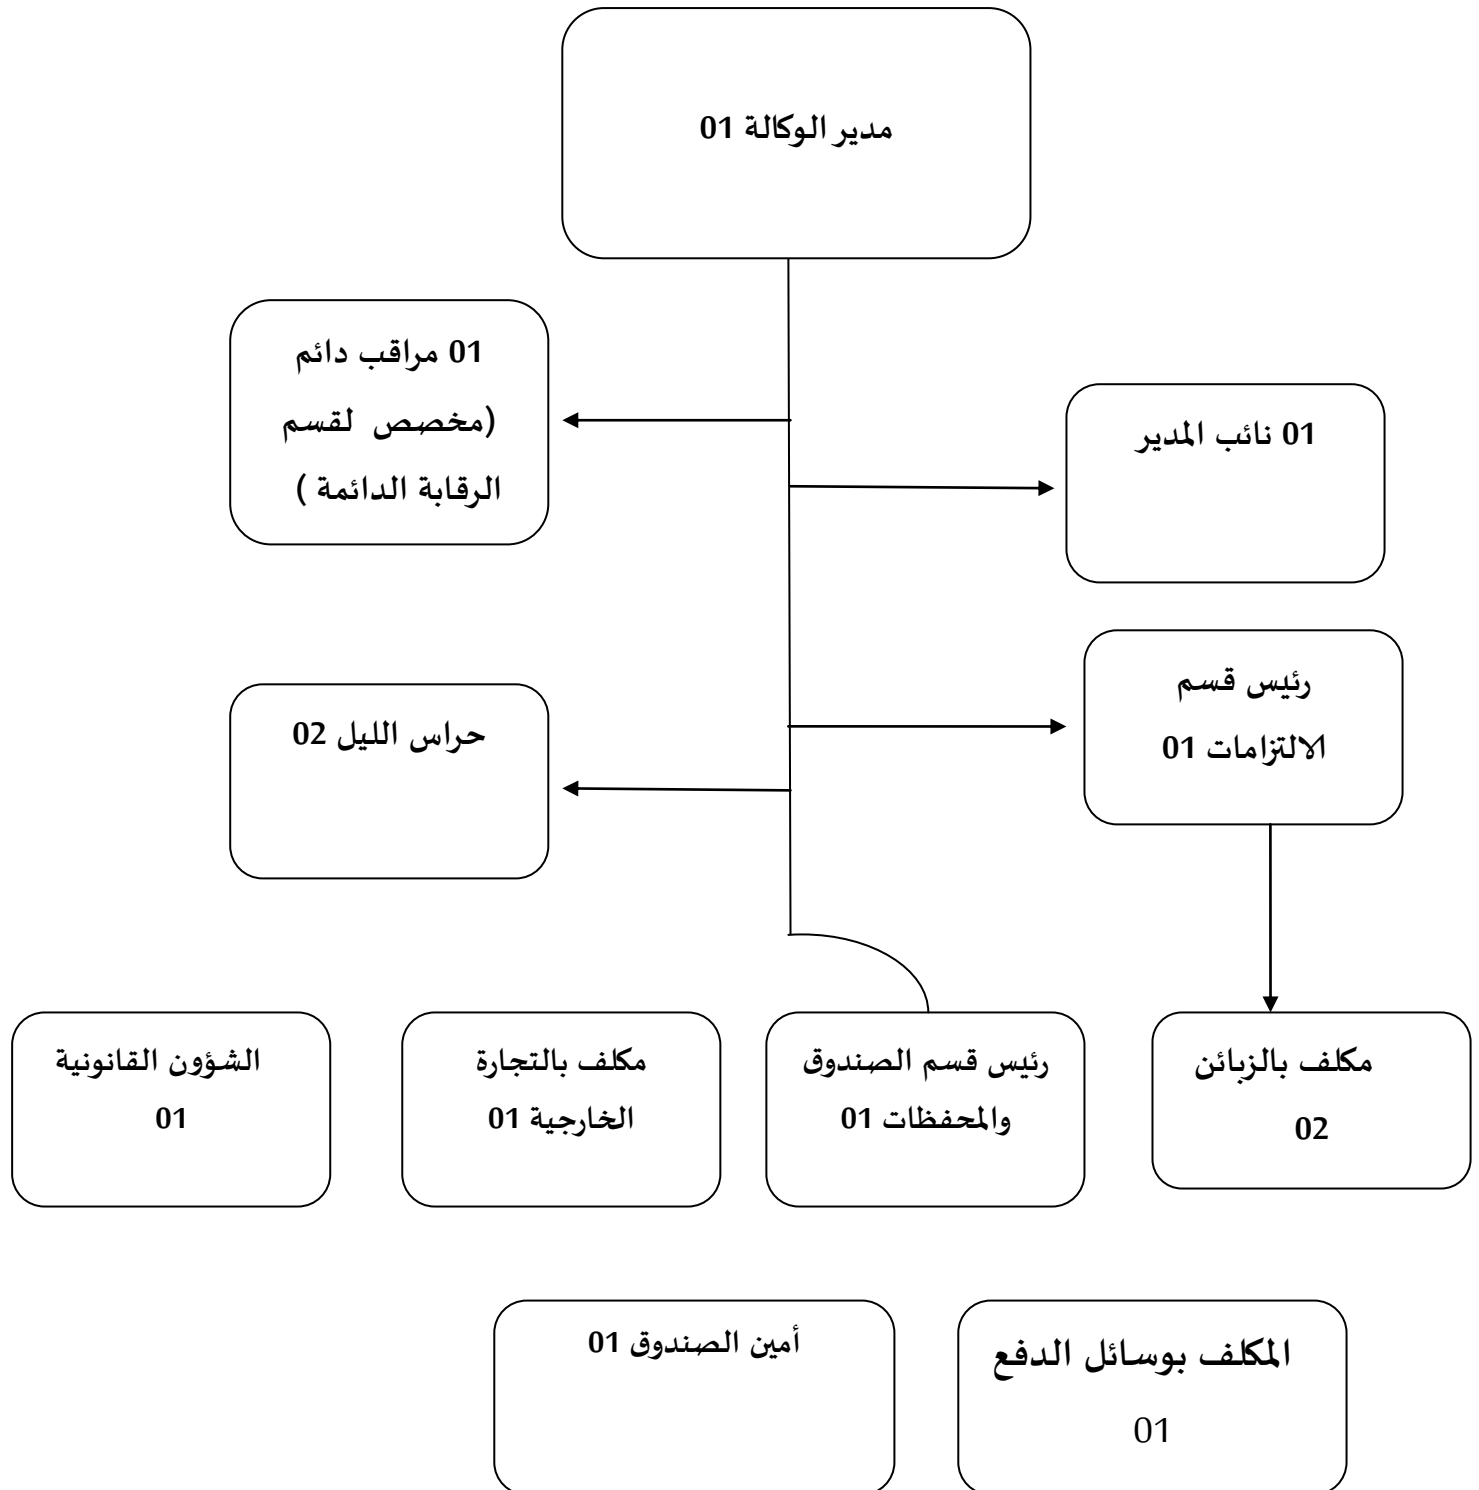 مدير الوكالة 01
01 مراقب دائم
(مخصص لقسم
الرقابة الدائمة )
01 نائب المدير
رئيس قسم
الالتزامات 01
حراس الليل 02
مكلف بالزبائن
02
رئيس قسم الصندوق
والمحفظات 01
مكلف بالتجارة
الخارجية 01
الشؤون القانونية
01
المكلف بوسائل الدفع
01
أمين الصندوق 01